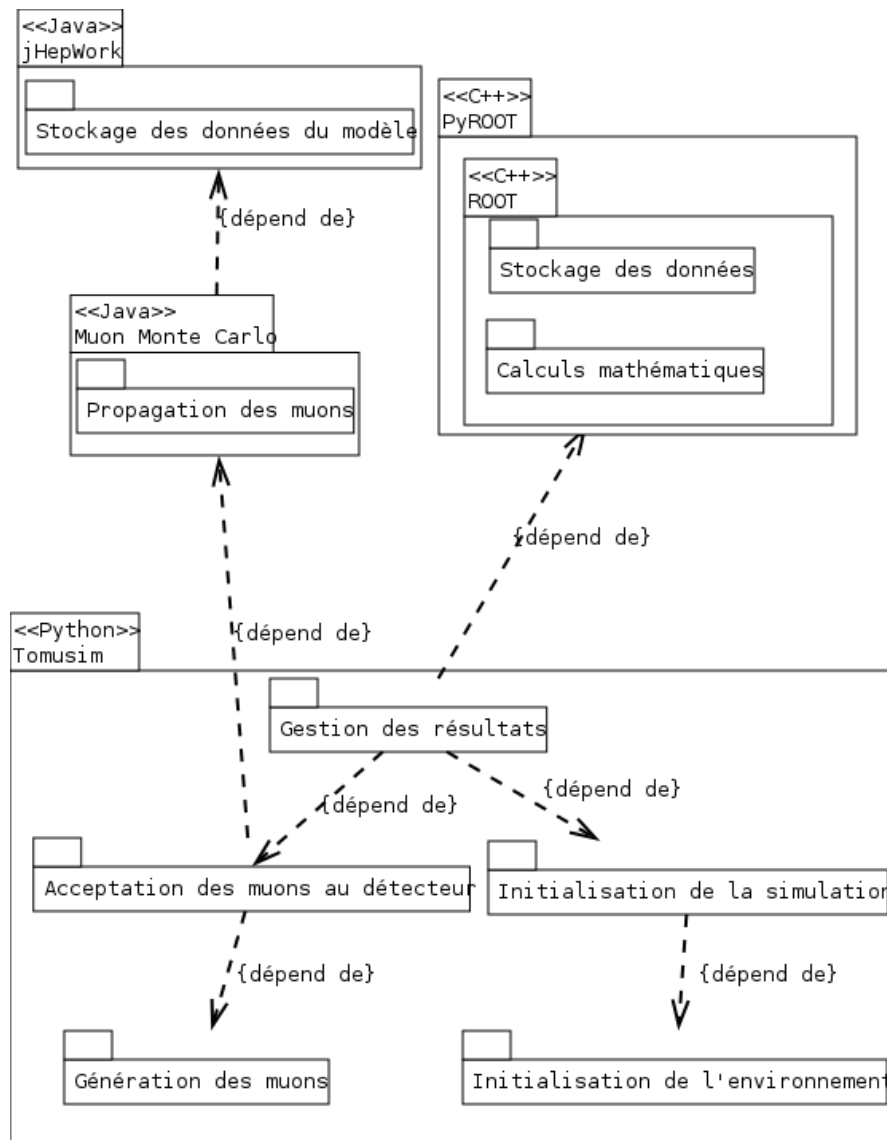 <<Java>>
jHepWork
Stockage des données du modèle
<<C++>>
PyROOT
<<C++>>
ROOT
{dépend de}
Stockage des données
<<Java>>
Muon Monte Carlo
Calculs mathématiques
Propagation des muons
{dépend de}
{dépend de}
<<Python>>
Tomusim
Gestion des résultats
{dépend de}
{dépend de}
Acceptation des muons au détecteur
Initialisation de la simulation
{dépend de}
{dépend de}
Génération des muons
Initialisation de l'environnement